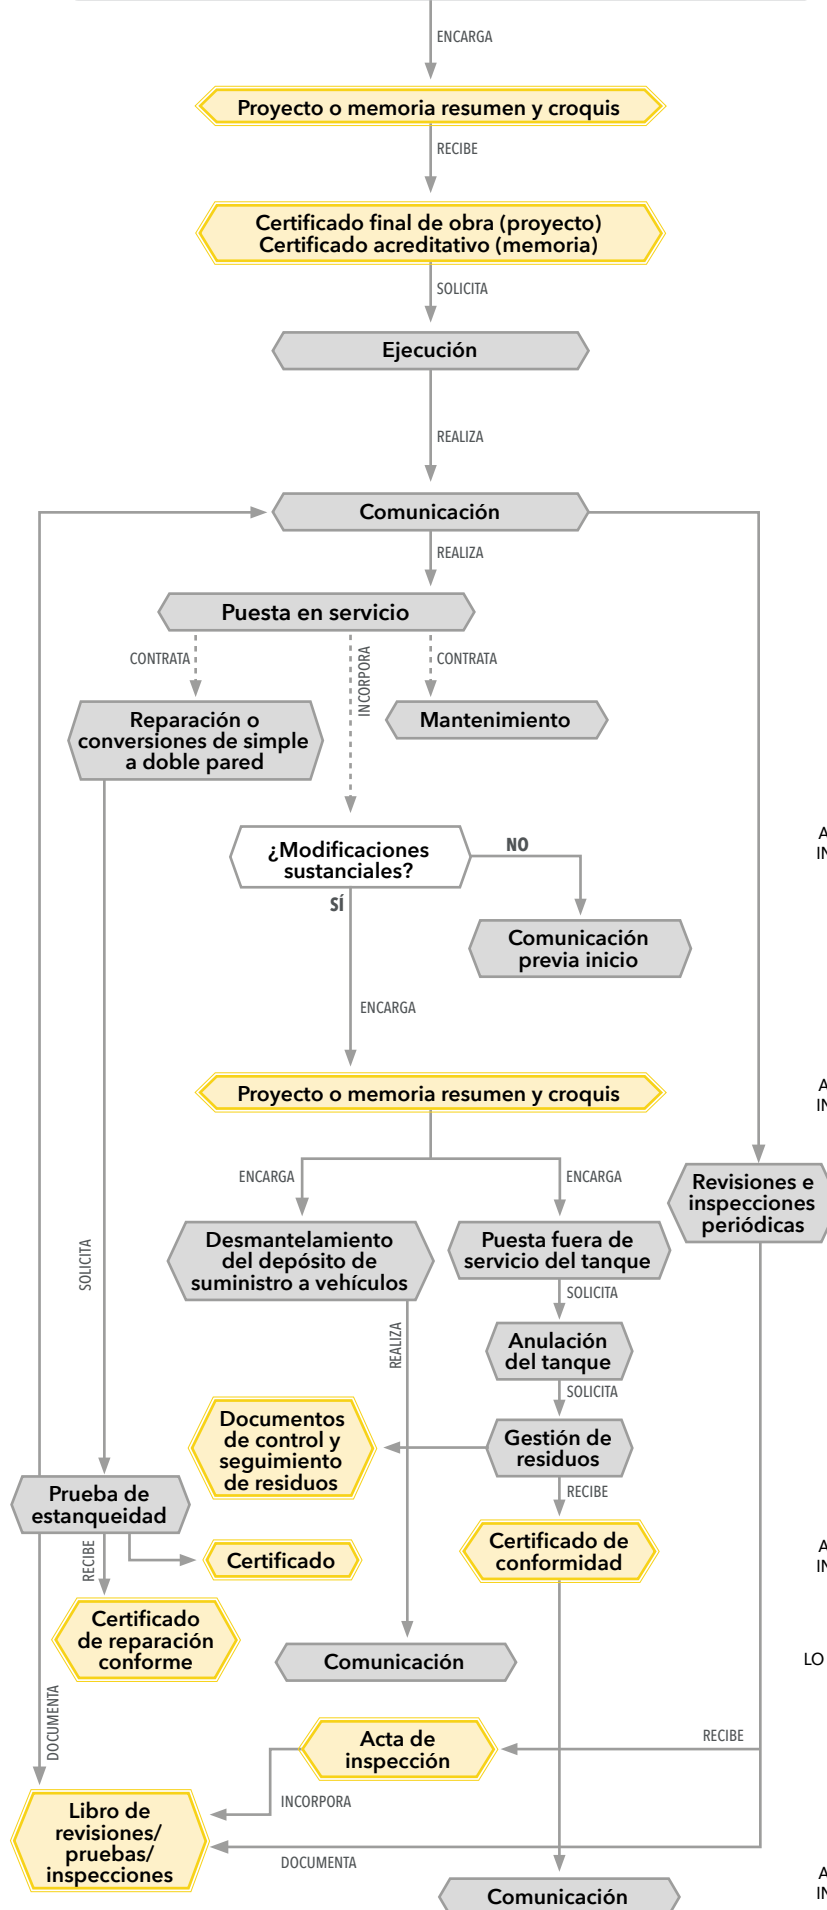 ENCARGA
Proyecto o memoria resumen y croquis
RECIBE
Certificado final de obra (proyecto)
Certificado acreditativo (memoria)
SOLICITA
Ejecución
REALIZA
Comunicación
REALIZA
Puesta en servicio
CONTRATA
INCORPORA
CONTRATA
Reparación o
conversiones de simple
a doble pared
Mantenimiento
¿Modificaciones
sustanciales?
NO
SÍ
A
IN
Comunicación
previa inicio
ENCARGA
Proyecto o memoria resumen y croquis
A
IN
ENCARGA
ENCARGA
Revisiones e
inspecciones
periódicas
Desmantelamiento
del depósito de
suministro a vehículos
Puesta fuera de
servicio del tanque
SOLICITA
SOLICITA
REALIZA
Anulación
del tanque
SOLICITA
Documentos
de control y
seguimiento
de residuos
Gestión de
residuos
RECIBE
Prueba de
estanqueidad
RECIBE
Certificado
Certificado de
conformidad
A
IN
Certificado
de reparación
conforme
Comunicación
LO
DOCUMENTA
Acta de
inspección
RECIBE
INCORPORA
Libro de
revisiones/
pruebas/
inspecciones
DOCUMENTA
Comunicación
A
IN